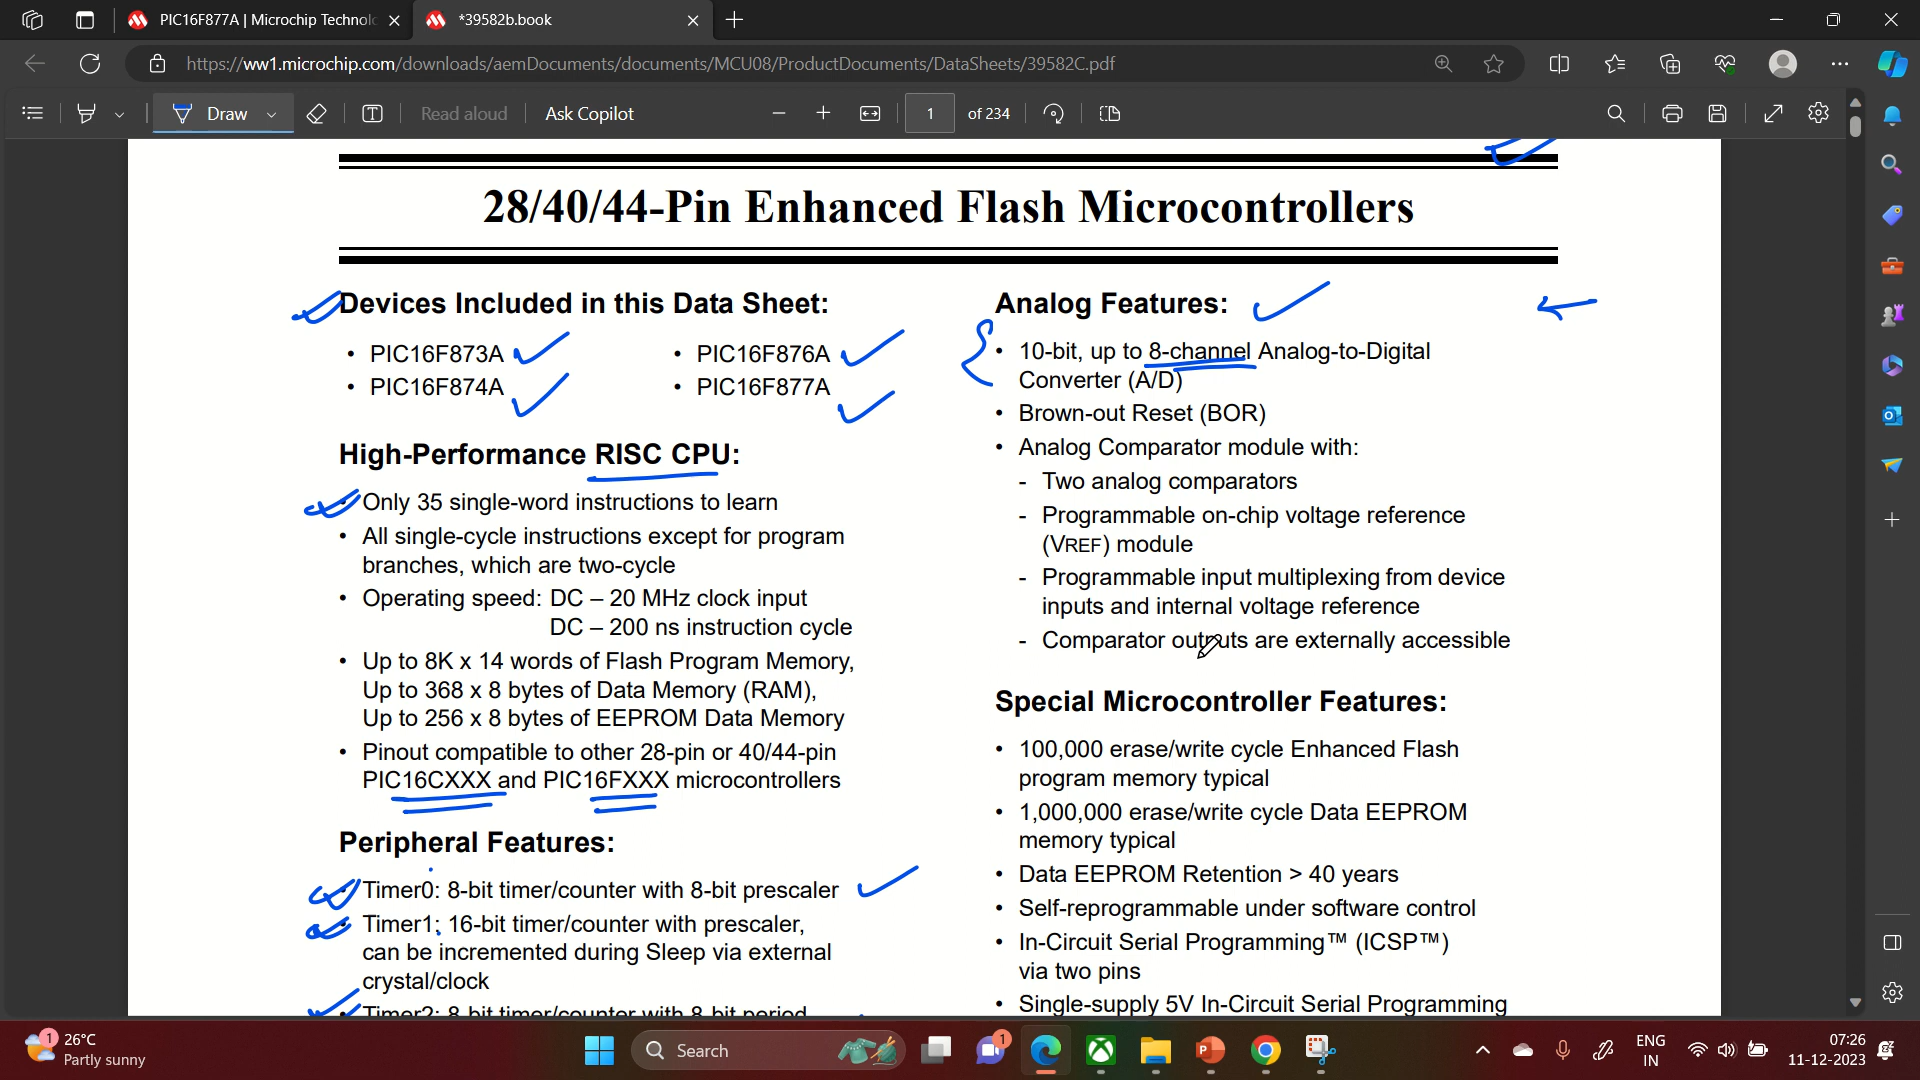 PIC16F877A | Microchip Technolo
*39582b.book
https://ww1.microchip.com/downloads/aemDocuments/documents/MCU08/ProductDocuments/DataSheets/39582C.pdf
Draw
Read aloud
Ask Copilot
1
of 234
28/40/44-Pin Enhanced Flash Microcontrollers
Devices Included in this Data Sheet:
• PIC16F873A
• PIC16F876A
• PIC16F874A
• PIC16F877A
High-Performance RISC CPU:
• Only 35 single-word instructions to learn
• All single-cycle instructions except for program
branches, which are two-cycle
• Operating speed: DC – 20 MHz clock input
DC – 200 ns instruction cycle
• Up to 8K x 14 words of Flash Program Memory,
Up to 368 x 8 bytes of Data Memory (RAM),
Up to 256 x 8 bytes of EEPROM Data Memory
• Pinout compatible to other 28-pin or 40/44-pin
PIC16CXXX and PIC16FXXX microcontrollers
Peripheral Features:
• Timer0: 8-bit timer/counter with 8-bit prescaler
• Timer1: 16-bit timer/counter with prescaler,
can be incremented during Sleep via external
crystal/clock
• Timer2: 8-bit timer/counter with 8-bit period
Analog Features:
• 10-bit, up to 8-channel Analog-to-Digital
Converter (A/D)
• Brown-out Reset (BOR)
• Analog Comparator module with:
- Two analog comparators
- Programmable on-chip voltage reference
(VREF) module
- Programmable input multiplexing from device
inputs and internal voltage reference
- Comparator outputs are externally accessible
Special Microcontroller Features:
• 100,000 erase/write cycle Enhanced Flash
program memory typical
• 1,000,000 erase/write cycle Data EEPROM
memory typical
• Data EEPROM Retention > 40 years
• Self-reprogrammable under software control
• In-Circuit Serial Programming™ (ICSP™)
via two pins
• Single-supply 5V In-Circuit Serial Programming
1
26°C
Partly sunny
Search
1
ENG
IN
07:26
11-12-2023